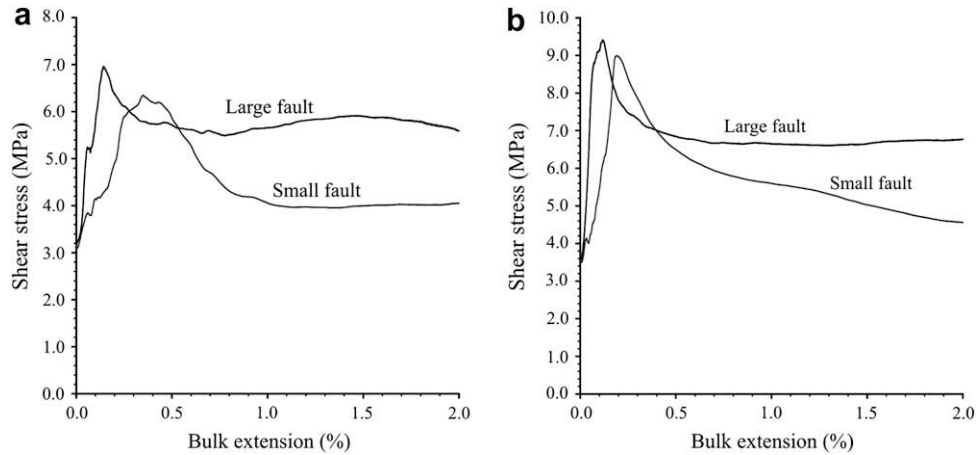 a
8.0
7.0
6.0
5.0
4.0
3.0
2.0
1.0
0.0
Shear stress (MPa)
Large fault
Small fault
0.0 0.5 1.0 1.5 2.0
Bulk extension (%)
b
10.0
9.0
8.0
7.0
6.0
5.0
4.0
3.0
2.0
1.0
0.0
Shear stress (MPa)
Large fault
Small fault
0.0 0.5 1.0 1.5 2.0
Bulk extension (%)